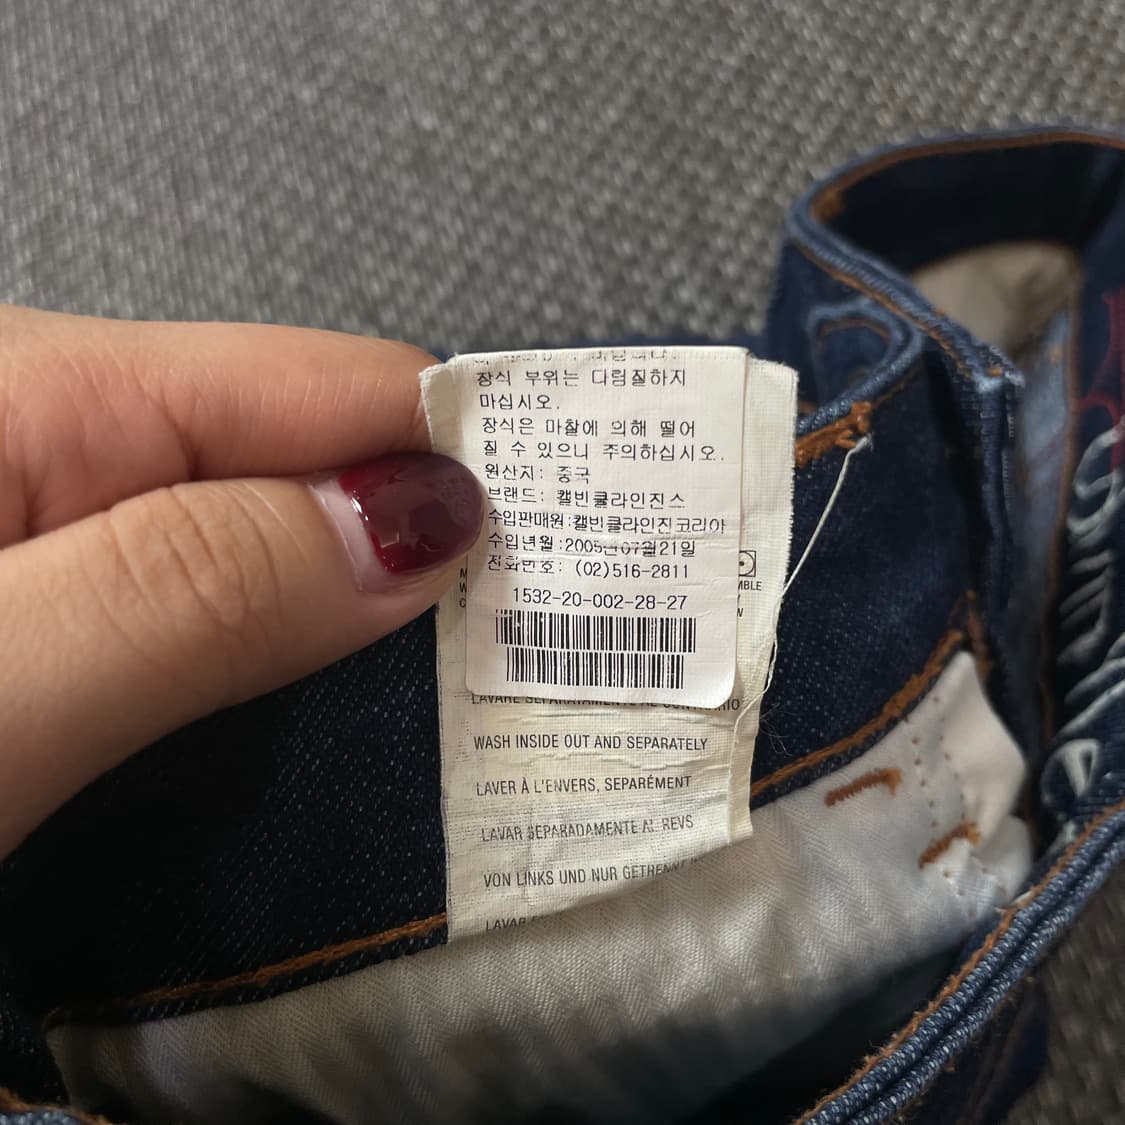 장식 부위는 다림질하지
마십시오.
장식은 마찰에 의해 떨어
질 수 있으니 주의하십시오.
원산지: 중국
브랜드: 캘빈클라인진스
수입판매원:캘빈클라인진코리아
수입년월:2005년07월21일
전화번호: (02)516-2811
1532-20-002-28-27
MBLE
WASH INSIDE OUT AND SEPARATELY
LAVER À L'ENVERS, SEPARÉMENT
LAVAR SEPARADAMENTE AL REVS
VON LINKS UND NUR GETRENNT
LAVAR